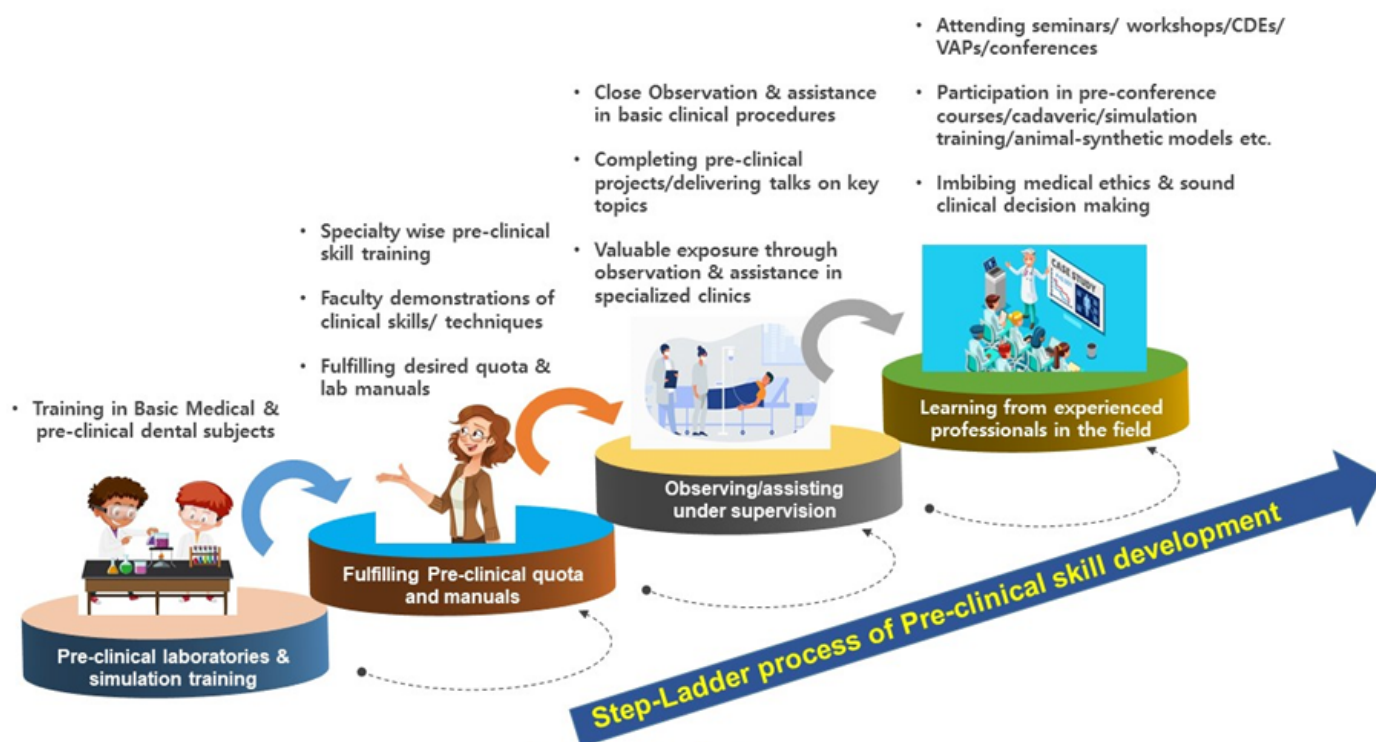 • Training in Basic Medical &
pre-clinical dental subjects
Pre-clinical laboratories &
simulation training
• Specialty wise pre-clinical
skill training
• Faculty demonstrations of
clinical skills/ techniques
• Fulfilling desired quota &
lab manuals
Fulfilling Pre-clinical quota
and manuals
• Close Observation & assistance
in basic clinical procedures
• Completing pre-clinical
projects/delivering talks on key
topics
• Valuable exposure through
observation & assistance in
specialized clinics
Observing/assisting
under supervision
• Attending seminars/ workshops/CDEs/
VAPs/conferences
• Participation in pre-conference
courses/cadaveric/simulation
training/animal-synthetic models etc.
• Imbibing medical ethics & sound
clinical decision making
CASE STUDY
Learning from experienced
professionals in the field
Step-Ladder process of Pre-clinical skill development